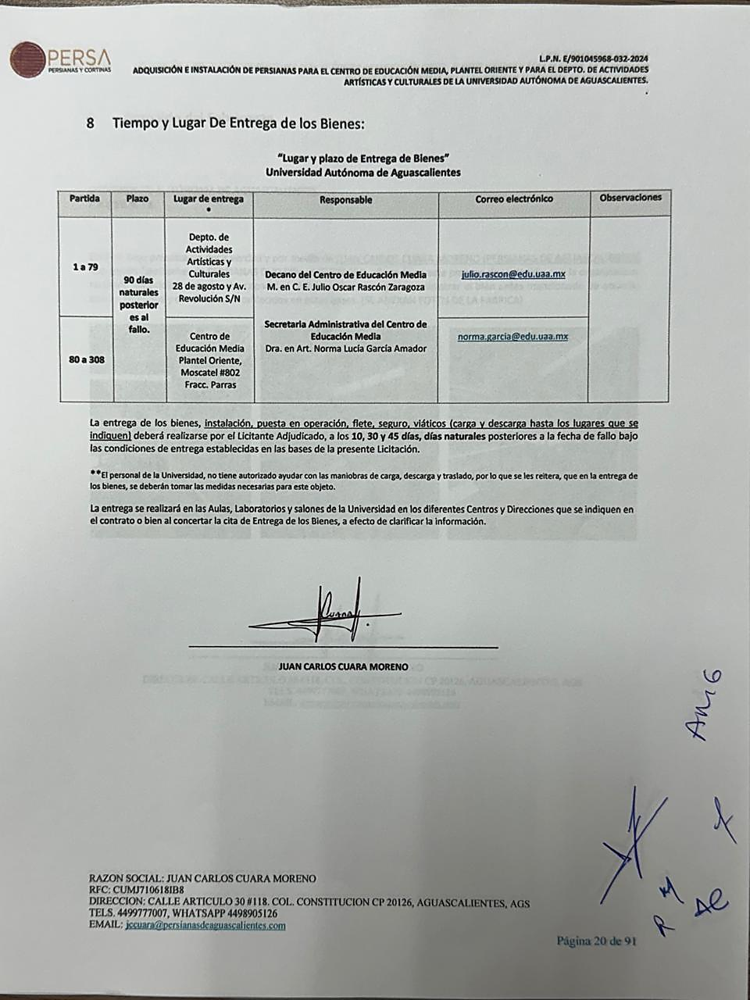 PERSA
PERSIANAS Y CORTINAS
L.P.N. E/901045968-032-2024
ADQUISICIÓN E INSTALACIÓN DE PERSIANAS PARA EL CENTRO DE EDUCACIÓN MEDIA, PLANTEL ORIENTE Y PARA EL DEPTO. DE ACTIVIDADES
ARTÍSTICAS Y CULTURALES DE LA UNIVERSIDAD AUTÓNOMA DE AGUASCALIENTES.
8 Tiempo y Lugar De Entrega de los Bienes:
"Lugar y plazo de Entrega de Bienes"
Universidad Autónoma de Aguascalientes
Partida Plazo Lugar de entrega Responsable Correo electrónico Observaciones
1 a 79
90 días
naturales
posterior
es al
fallo.
Depto. de
Actividades
Artísticas y
Culturales
28 de agosto y Av.
Revolución S/N
Decano del Centro de Educación Media
M. en C. E. Julio Oscar Rascón Zaragoza
julio.rascon@edu.uaa.mx
80 a 308
Centro de
Educación Media
Plantel Oriente,
Moscatel #802
Fracc. Parras
Secretaria Administrativa del Centro de
Educación Media
Dra. en Art. Norma Lucía García Amador
norma.garcia@edu.uaa.mx
La entrega de los bienes, instalación, puesta en operación, flete, seguro, viáticos (carga y descarga hasta los lugares que se
indiquen) deberá realizarse por el Licitante Adjudicado, a los 10, 30 y 45 días, días naturales posteriores a la fecha de fallo bajo
las condiciones de entrega establecidas en las bases de la presente Licitación.
**El personal de la Universidad, no tiene autorizado ayudar con las maniobras de carga, descarga y traslado, por lo que se les reitera, que en la entrega de
los bienes, se deberán tomar las medidas necesarias para este objeto.
La entrega se realizará en las Aulas, Laboratorios y salones de la Universidad en los diferentes Centros y Direcciones que se indiquen en
el contrato o bien al concertar la cita de Entrega de los Bienes, a efecto de clarificar la información.
JUAN CARLOS CUARA MORENO
RAZON SOCIAL: JUAN CARLOS CUARA MORENO
RFC: CUMJ710618IB8
DIRECCION: CALLE ARTICULO 30 #118. COL. CONSTITUCION CP 20126, AGUASCALIENTES, AGS
TELS. 4499777007, WHATSAPP 4498905126
EMAIL: jccuara@persianasdeaguascalientes.com
Página 20 de 91